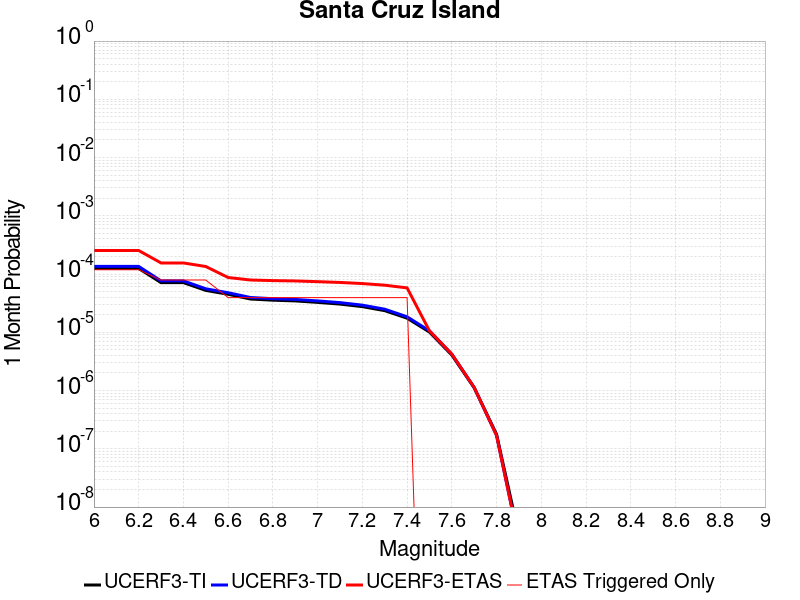 Santa Cruz Island
10^0
10^-1
10^-2
10^-3
10^-4
10^-5
10^-6
10^-7
10^-8
1 Month Probability
6 6.2 6.4 6.6 6.8 7 7.2 7.4 7.6 7.8 8 8.2 8.4 8.6 8.8 9
Magnitude
UCERF3-TI UCERF3-TD UCERF3-ETAS ETAS Triggered Only